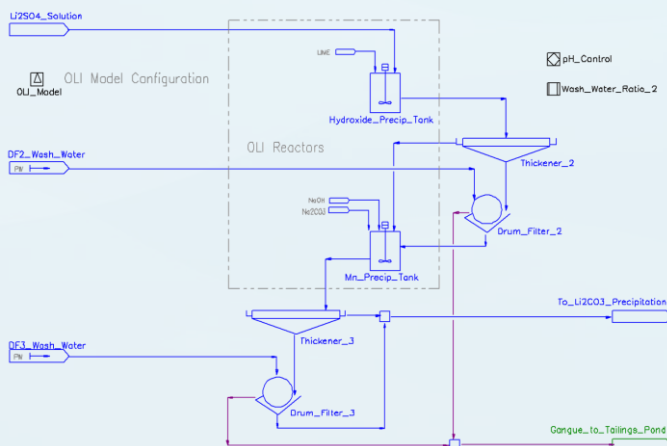 Li2SO4_Solution
LIME
pH_Control
OLI Model Configuration
OLI_Model
Wash_Water_Ratio_2
Hydroxide_Precip_Tank
OLI Reactors
DF2_Wash_Water
PW
Thickener_2
NaOH
Na2CO3
Drum_Filter_2
Mn_Precip_Tank
To_Li2CO3_Precipitation
Thickener_3
DF3_Wash_Water
PW
Drum_Filter_3
Gangue_to_Tailings_Pond